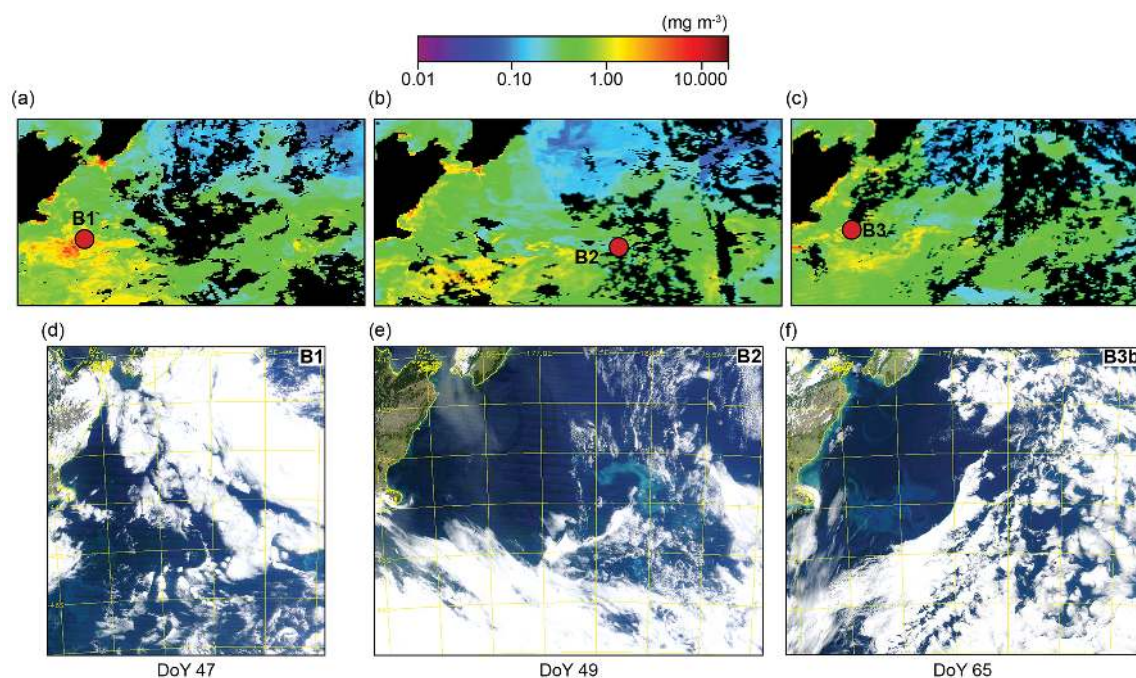 (mg m⁻³)
0.01 0.10 1.00 10.000
(a) (b) (c)
B1
B2
B3
(d) (e) (f)
B1 B2 B3b
DoY 47 DoY 49 DoY 65